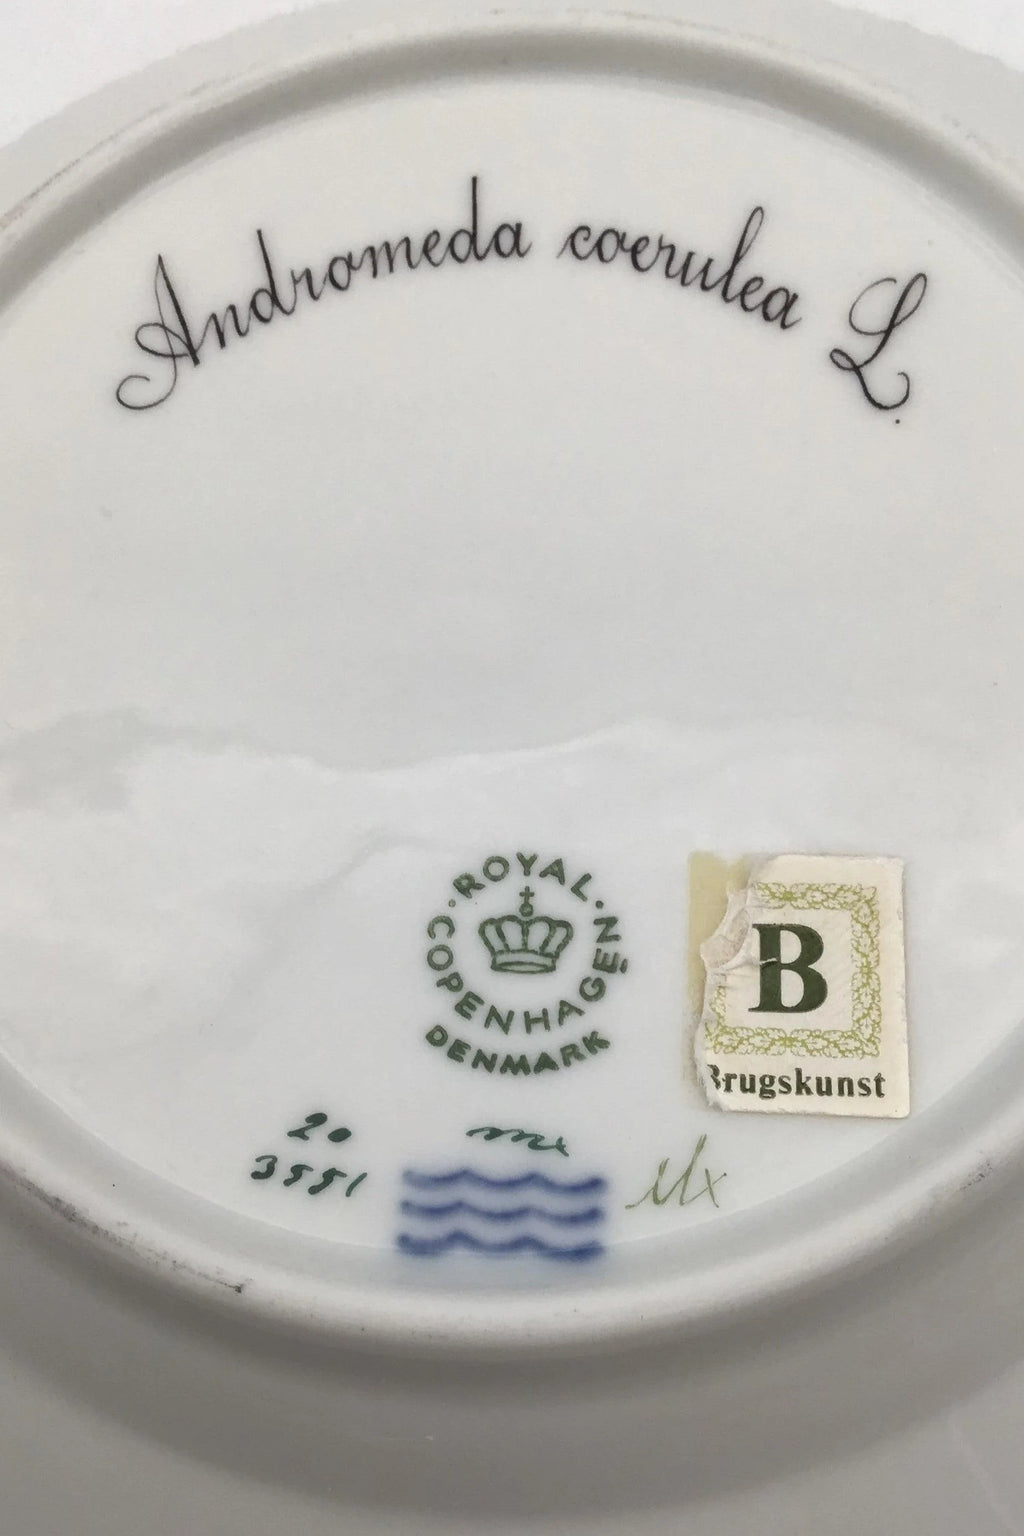 Andromeda coerulea L.
ROYAL COPENHAGEN
DENMARK
B
Brugskunst
20
3551